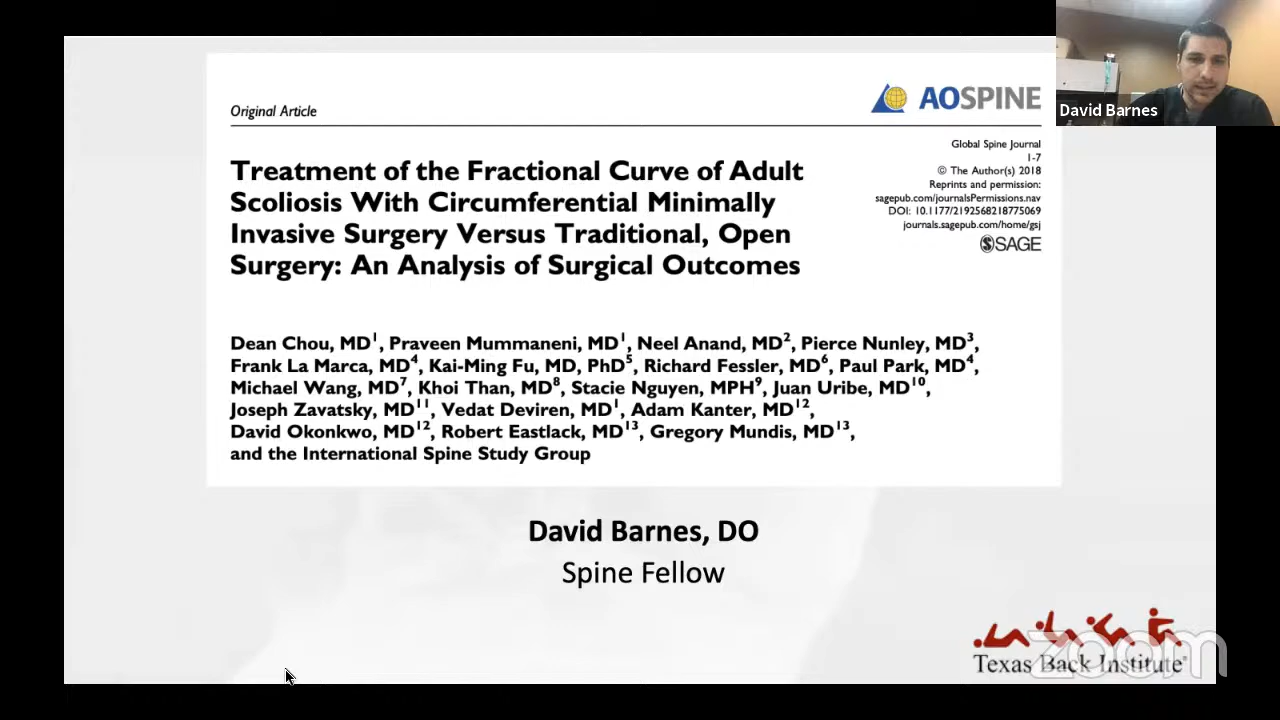 David Barnes
Original Article
AOSPINE
Global Spine Journal
1-7
© The Author(s) 2018
Reprints and permission:
sagepub.com/journalsPermissions.nav
DOI: 10.1177/2192568218775069
journals.sagepub.com/home/gsj
SAGE
Treatment of the Fractional Curve of Adult
Scoliosis With Circumferential Minimally
Invasive Surgery Versus Traditional, Open
Surgery: An Analysis of Surgical Outcomes
Dean Chou, MD1, Praveen Mummaneni, MD1, Neel Anand, MD2, Pierce Nunley, MD3,
Frank La Marca, MD4, Kai-Ming Fu, MD, PhD5, Richard Fessler, MD6, Paul Park, MD4,
Michael Wang, MD7, Khoi Than, MD8, Stacie Nguyen, MPH9, Juan Uribe, MD10,
Joseph Zavatsky, MD11, Vedat Deviren, MD1, Adam Kanter, MD12,
David Okonkwo, MD12, Robert Eastlack, MD13, Gregory Mundis, MD13,
and the International Spine Study Group
David Barnes, DO
Spine Fellow
Texas Back Institute®
zoom